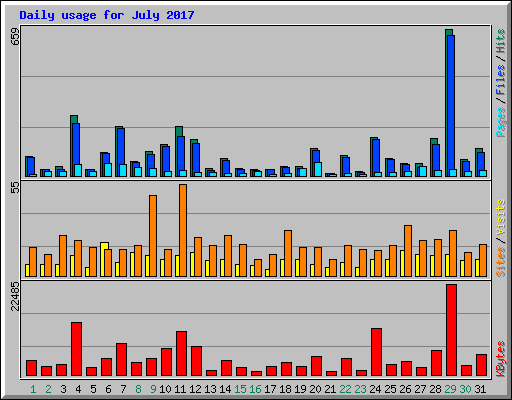 Daily usage for July 2017
659
Pages / Files / Hits
55
Sites / Visits
22485
KBytes
1 2 3 4 5 6 7 8 9 10 11 12 13 14 15 16 17 18 19 20 21 22 23 24 25 26 27 28 29 30 31